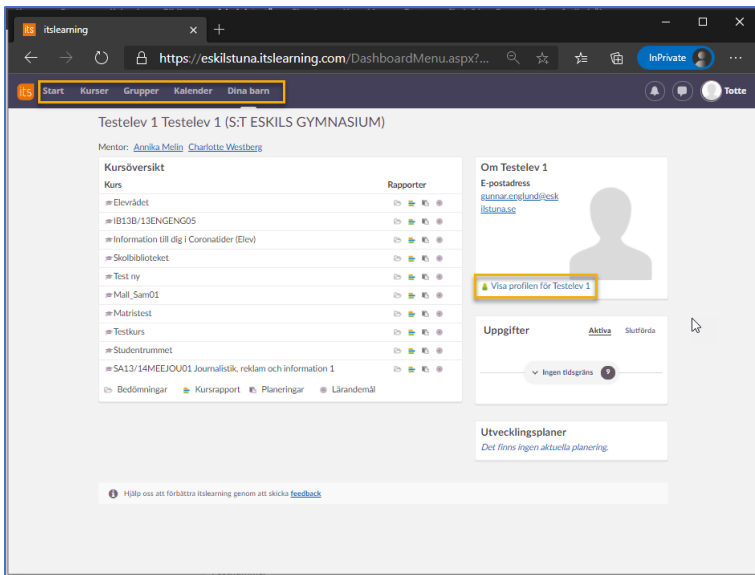 its itslearning
https://eskilstuna.itslearning.com/DashboardMenu.aspx?...
InPrivate
its Start Kurser Grupper Kalender Dina barn
Totte
Testelev 1 Testelev 1 (S:T ESKILS GYMNASIUM)
Mentor: Annika Melin Charlotte Westberg
Kursöversikt
Kurs Rapporter
Elevrådet
IB13B/13ENGENG05
Information till dig i Coronatider (Elev)
Skolbiblioteket
Test ny
Mall_Sam01
Matristest
Testkurs
Studentrummet
SA13/14MEEJOU01 Journalistik, reklam och information 1
Bedömningar Kursrapport Planeringar Lärandemål
Om Testelev 1
E-postadress
gunnar.englund@esk
ilstuna.se
Visa profilen för Testelev 1
Uppgifter Aktiva Slutförda
Ingen tidsgräns 9
Utvecklingsplaner
Det finns ingen aktuella planering.
Hjälp oss att förbättra itslearning genom att skicka feedback